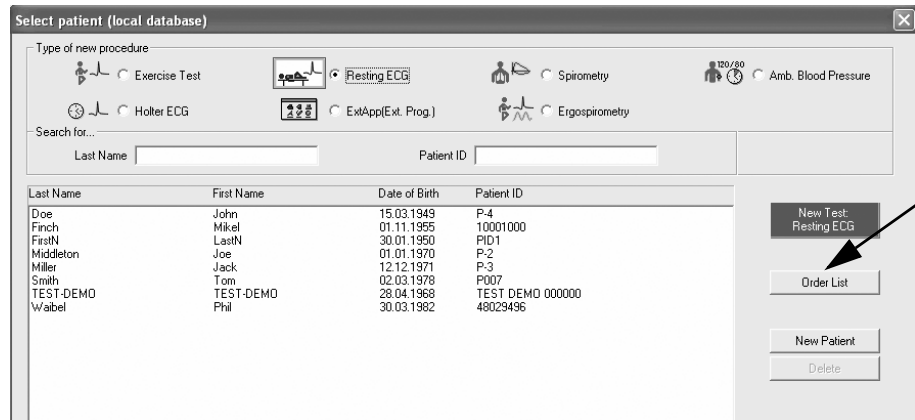 Select patient (local database)
Type of new procedure
Exercise Test Resting ECG Spirometry 120/80 Amb. Blood Pressure
Holter ECG ExtApp(Ext. Prog.) Ergospirometry
Search for...
Last Name Patient ID
Last Name First Name Date of Birth Patient ID
Doe John 15.03.1949 P-4
Finch Mikel 01.11.1955 10001000
FirstN LastN 30.01.1950 PID1
Middleton Joe 01.01.1970 P-2
Miller Jack 12.12.1971 P-3
Smith Tom 02.03.1978 P007
TEST-DEMO TEST-DEMO 28.04.1968 TEST DEMO 000000
Waibel Phil 30.03.1982 48029496
New Test:
Resting ECG
Order List
New Patient
Delete